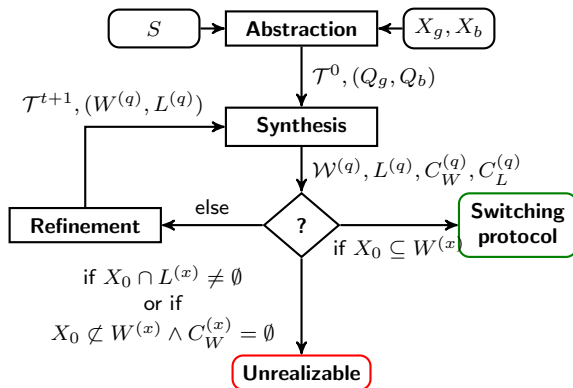 S
Abstraction
X_g, X_b
𝒯^0, (Q_g, Q_b)
𝒯^{t+1}, (W^{(q)}, L^{(q)})
Synthesis
𝒲^{(q)}, L^{(q)}, C_W^{(q)}, C_L^{(q)}
Refinement
else
?
Switching
protocol
if X_0 ⊆ W^{(x)}
if X_0 ∩ L^{(x)} ≠ ∅
or if
X_0 ⊄ W^{(x)} ∧ C_W^{(x)} = ∅
Unrealizable